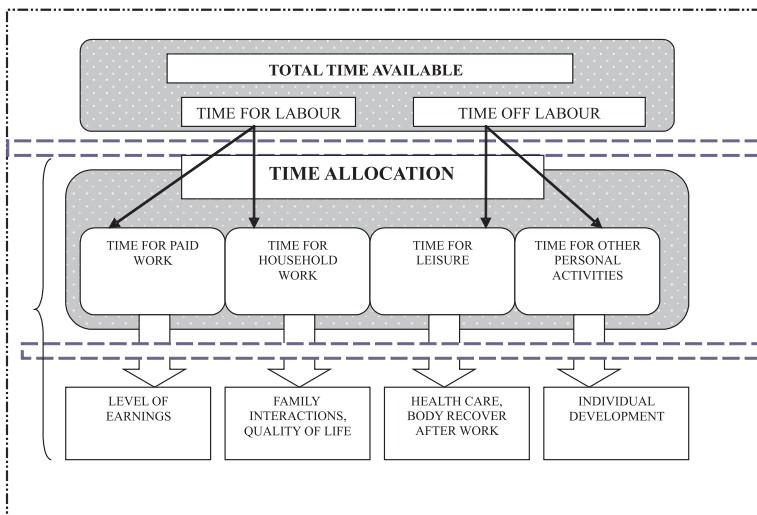 TOTAL TIME AVAILABLE
TIME FOR LABOUR
TIME OFF LABOUR
TIME ALLOCATION
TIME FOR PAID
WORK
TIME FOR
HOUSEHOLD
WORK
TIME FOR
LEISURE
TIME FOR OTHER
PERSONAL
ACTIVITIES
LEVEL OF
EARNINGS
FAMILY
INTERACTIONS,
QUALITY OF LIFE
HEALTH CARE,
BODY RECOVER
AFTER WORK
INDIVIDUAL
DEVELOPMENT